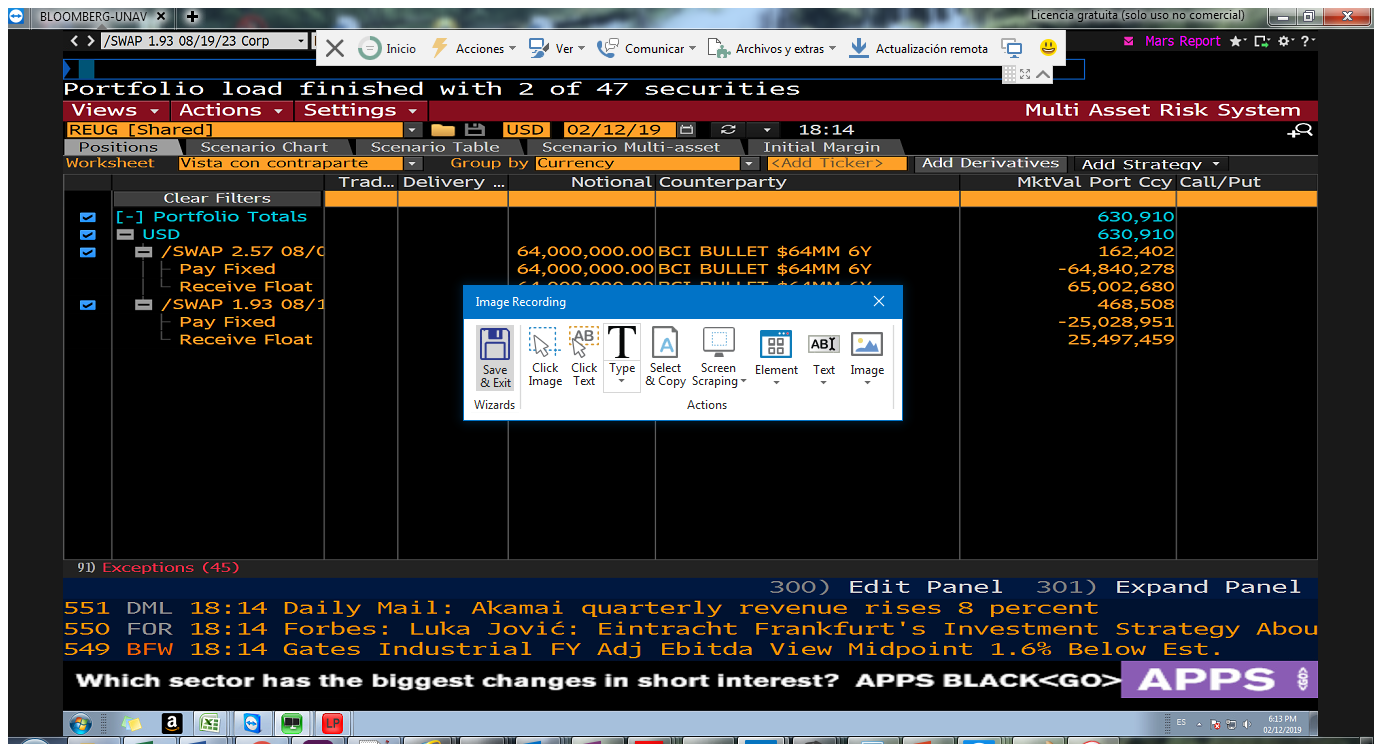 BLOOMBERG-UNAV
Licencia gratuita (solo uso no comercial)
/SWAP 1.93 08/19/23 Corp
Inicio Acciones Ver Comunicar Archivos y extras Actualización remota
Mars Report
Portfolio load finished with 2 of 47 securities
Views Actions Settings Multi Asset Risk System
REUG [Shared] USD 02/12/19 18:14
Positions Scenario Chart Scenario Table Scenario Multi-asset Initial Margin
Worksheet Vista con contraparte Group by Currency <Add Ticker> Add Derivatives Add Strategy
Trad... Delivery ... Notional Counterparty MktVal Port Ccy Call/Put
Clear Filters
[-] Portfolio Totals 630,910
USD 630,910
/SWAP 2.57 08/0 64,000,000.00 BCI BULLET $64MM 6Y 162,402
Pay Fixed 64,000,000.00 BCI BULLET $64MM 6Y -64,840,278
Receive Float 64,000,000.00 BCI BULLET $64MM 6Y 65,002,680
/SWAP 1.93 08/1 468,508
Pay Fixed -25,028,951
Receive Float 25,497,459
Image Recording
Save & Exit
Click Image
Click Text
Type
Select & Copy
Screen Scraping
Element
Text
Image
Wizards Actions
91) Exceptions (45)
300) Edit Panel 301) Expand Panel
551 DML 18:14 Daily Mail: Akamai quarterly revenue rises 8 percent
550 FOR 18:14 Forbes: Luka Jović: Eintracht Frankfurt's Investment Strategy Abou
549 BFW 18:14 Gates Industrial FY Adj Ebitda View Midpoint 1.6% Below Est.
Which sector has the biggest changes in short interest? APPS BLACK<GO> APPS GO
LP
ES 6:13 PM
02/12/2019